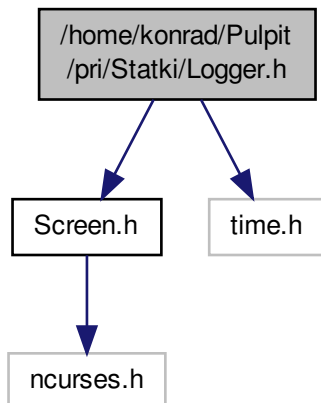 /home/konrad/Pulpit
/pri/Statki/Logger.h
Screen.h
time.h
ncurses.h